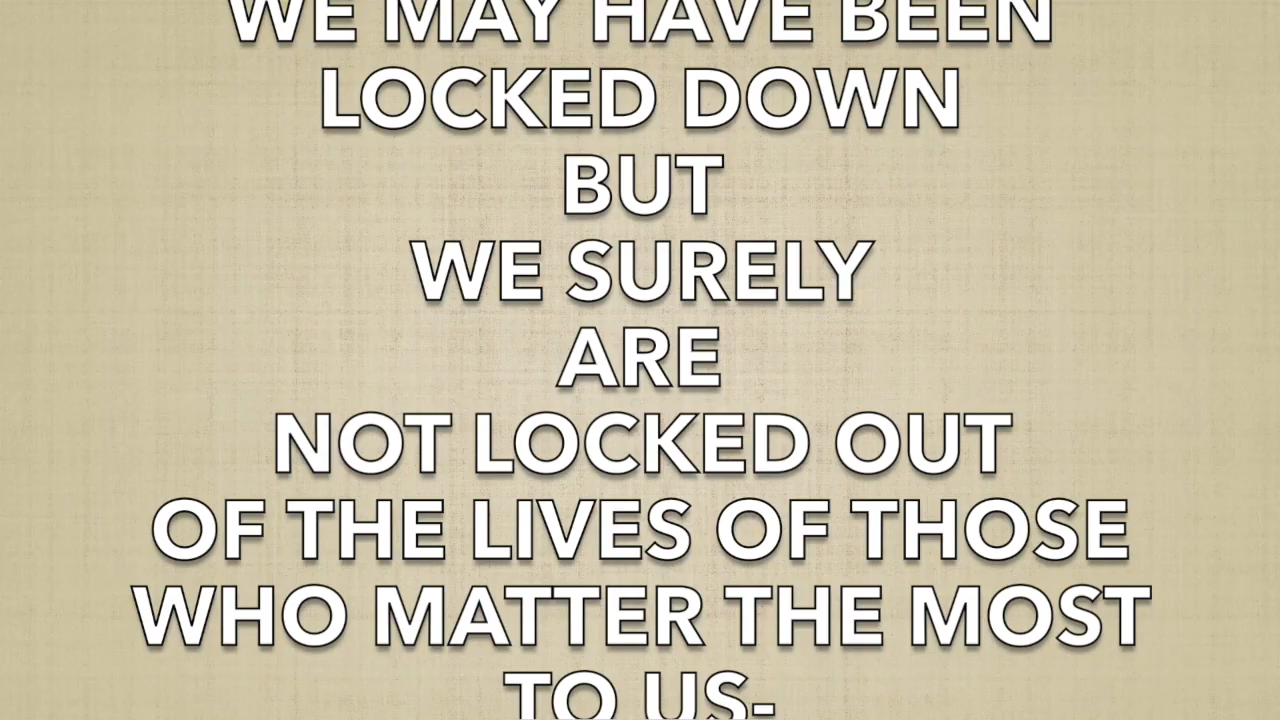 WE MAY HAVE BEEN
LOCKED DOWN
BUT
WE SURELY
ARE
NOT LOCKED OUT
OF THE LIVES OF THOSE
WHO MATTER THE MOST
TO US-